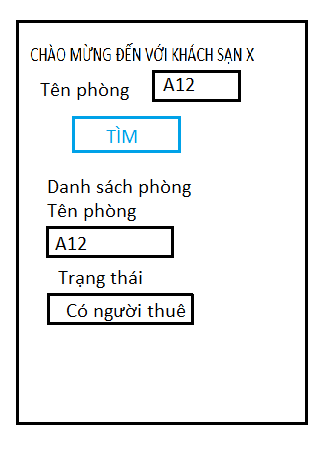 CHÀO MỪNG ĐẾN VỚI KHÁCH SẠN X
Tên phòng A12
TÌM
Danh sách phòng
Tên phòng
A12
Trạng thái
Có người thuê